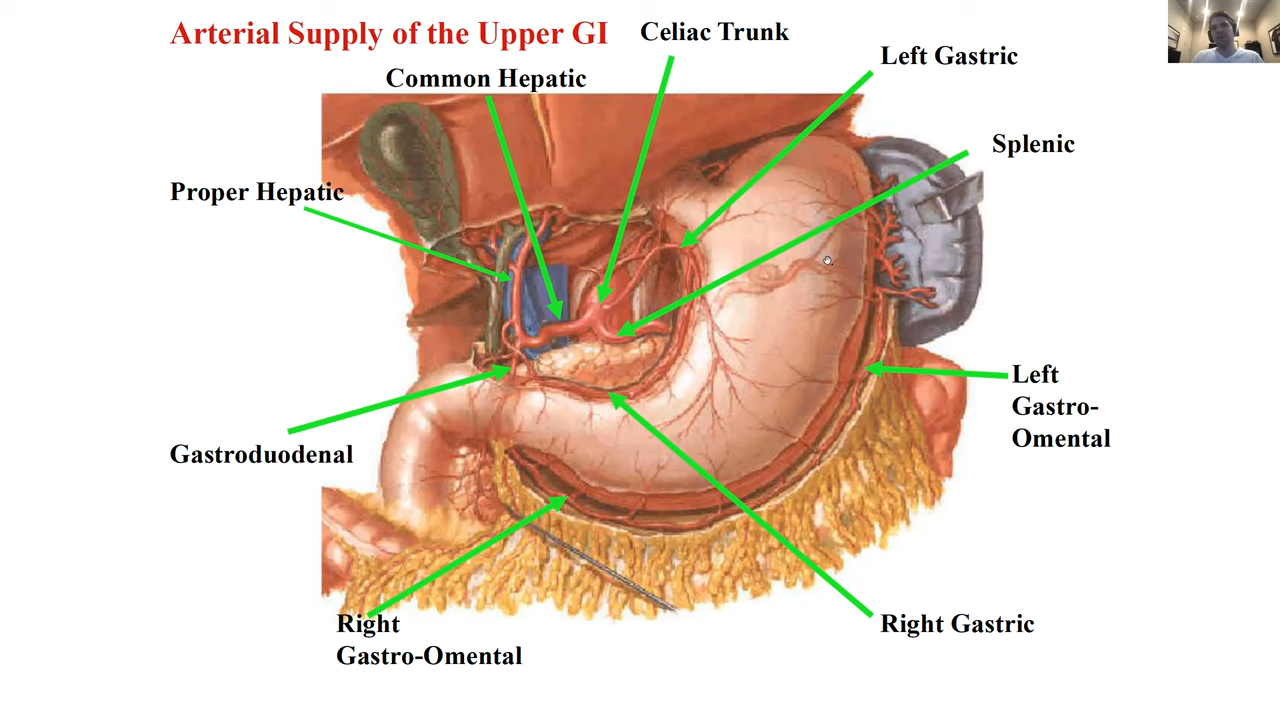 Arterial Supply of the Upper GI
Celiac Trunk
Left Gastric
Common Hepatic
Splenic
Proper Hepatic
Left
Gastro-
Omental
Gastroduodenal
Right Gastric
Right
Gastro-Omental